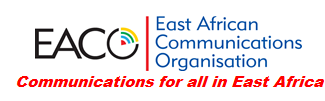 EACO
East African
Communications
Organisation
Communications for all in East Africa